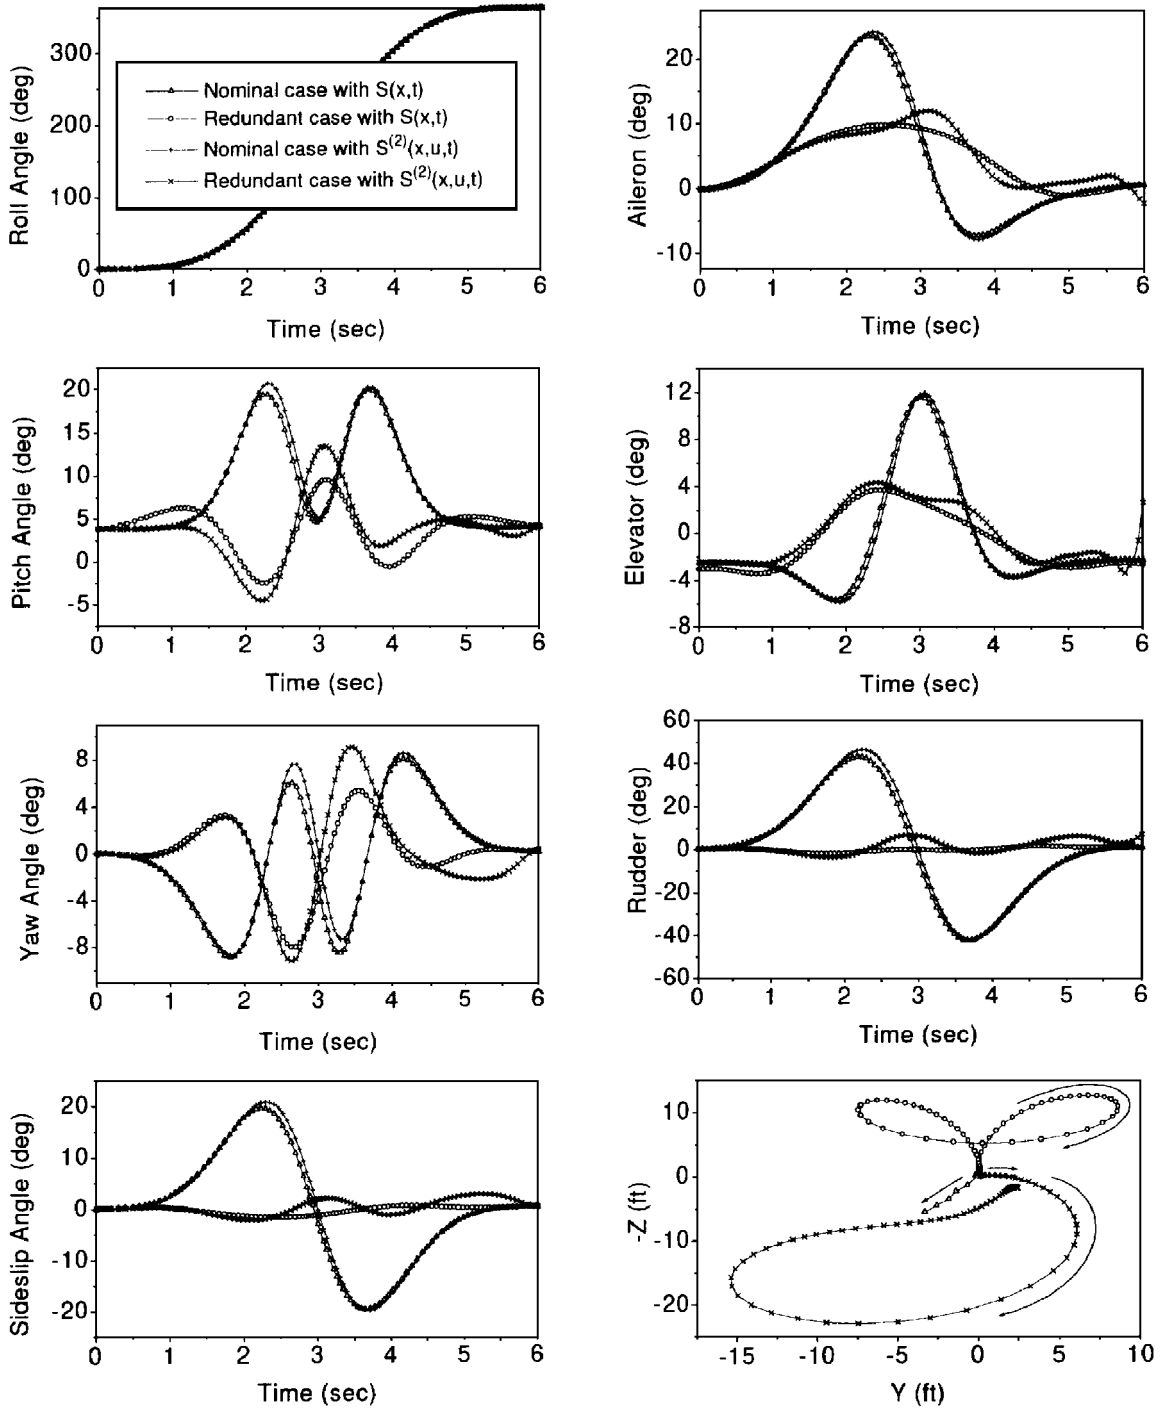 Roll Angle (deg)
300
200
100
0
Nominal case with S(x,t)
Redundant case with S(x,t)
Nominal case with S(2)(x,u,t)
Redundant case with S(2)(x,u,t)
0 1 2 3 4 5 6
Time (sec)
Aileron (deg)
20
10
0
-10
0 1 2 3 4 5 6
Time (sec)
Pitch Angle (deg)
20
15
10
5
0
-5
0 1 2 3 4 5 6
Time (sec)
Elevator (deg)
12
8
4
0
-4
-8
0 1 2 3 4 5 6
Time (sec)
Yaw Angle (deg)
8
4
0
-4
-8
0 1 2 3 4 5 6
Time (sec)
Rudder (deg)
60
40
20
0
-20
-40
-60
0 1 2 3 4 5 6
Time (sec)
Sideslip Angle (deg)
20
10
0
-10
-20
0 1 2 3 4 5 6
Time (sec)
-Z (ft)
10
0
-10
-20
-15 -10 -5 0 5 10
Y (ft)